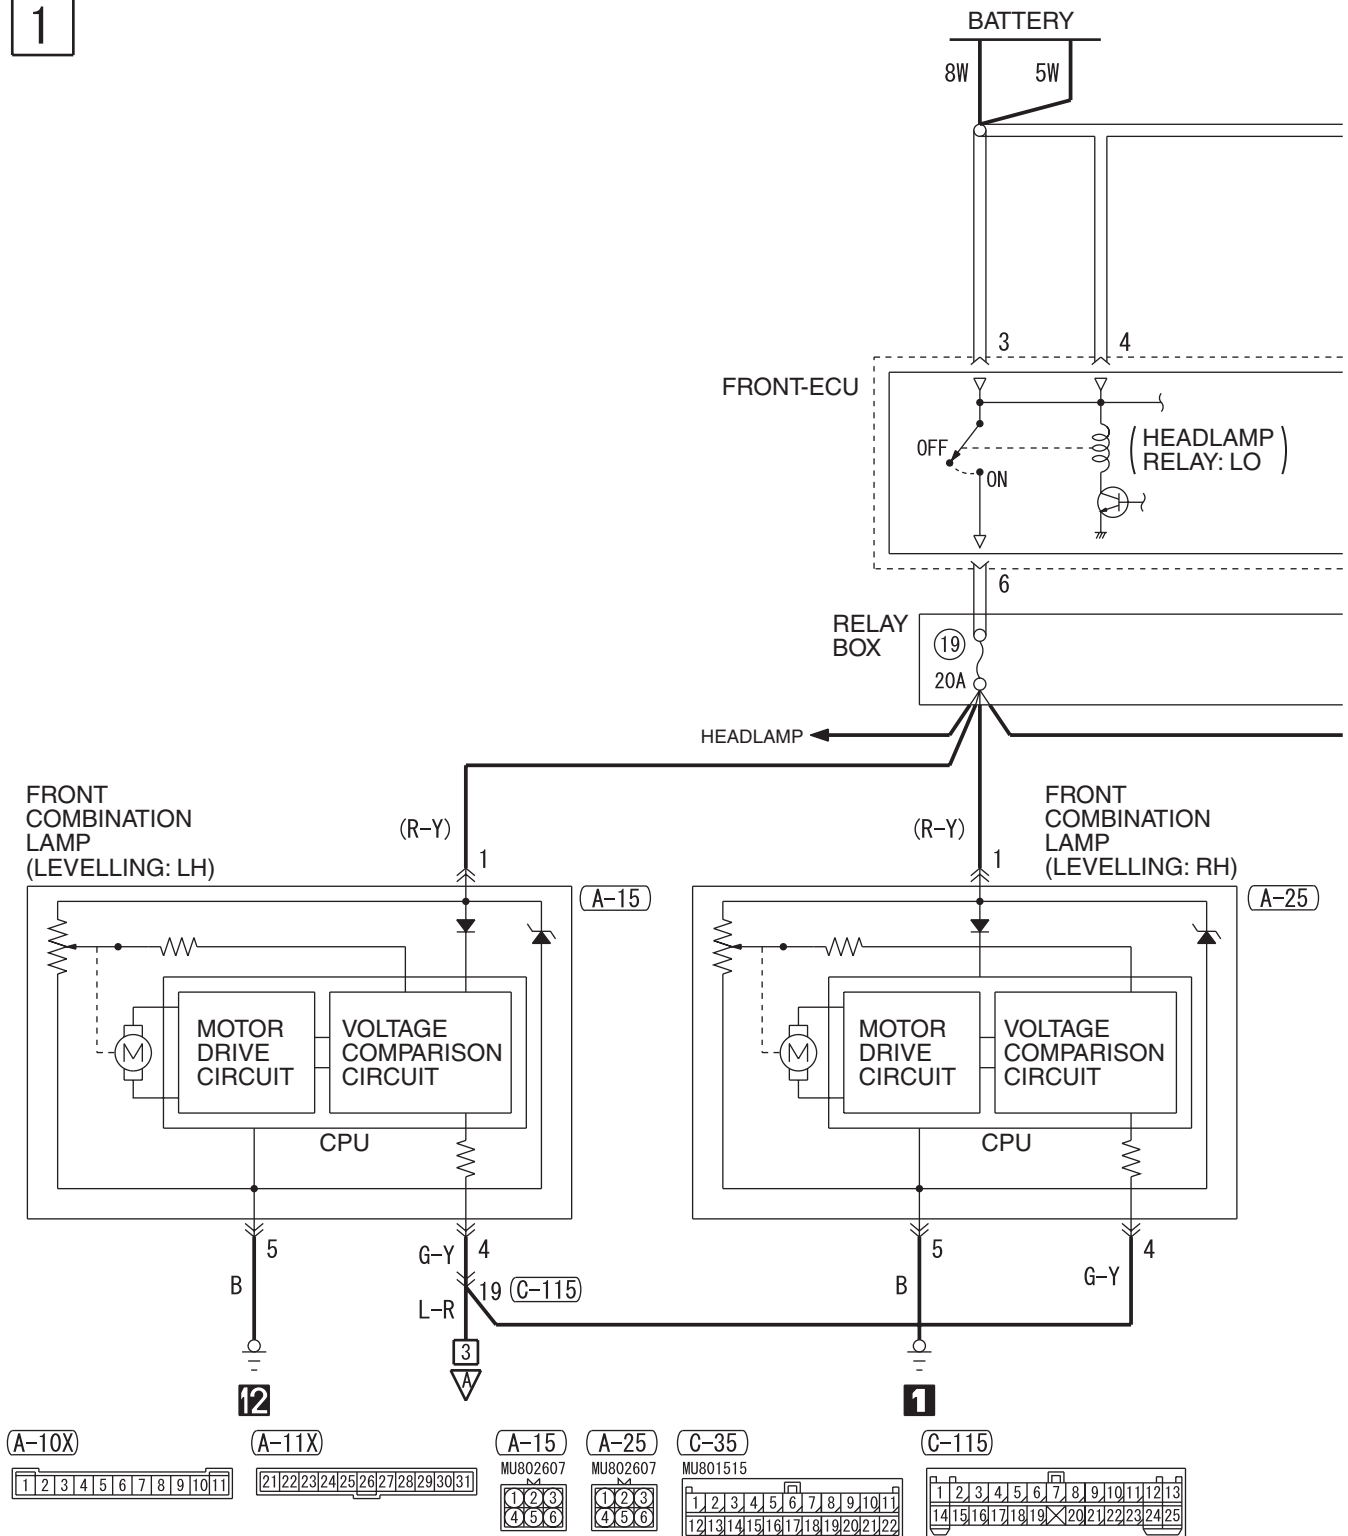 1
BATTERY
8W
5W
3
4
FRONT-ECU
OFF
ON
(HEADLAMP
RELAY: LO)
6
RELAY
BOX
19
20A
HEADLAMP
FRONT
COMBINATION
LAMP
(LEVELLING: LH)
(R-Y)
1
A-15
(R-Y)
1
FRONT
COMBINATION
LAMP
(LEVELLING: RH)
A-25
M
MOTOR
DRIVE
CIRCUIT
VOLTAGE
COMPARISON
CIRCUIT
CPU
M
MOTOR
DRIVE
CIRCUIT
VOLTAGE
COMPARISON
CIRCUIT
CPU
5
B
12
G-Y
4
19
C-115
L-R
3
A
5
B
1
4
G-Y
A-10X
1 2 3 4 5 6 7 8 9 10 11
A-11X
21 22 23 24 25 26 27 28 29 30 31
A-15
MU802607
1 2 3
4 5 6
A-25
MU802607
1 2 3
4 5 6
C-35
MU801515
1 2 3 4 5 6 7 8 9 10 11
12 13 14 15 16 17 18 19 20 21 22
C-115
1 2 3 4 5 6 7 8 9 10 11 12 13
14 15 16 17 18 19 20 21 22 23 24 25